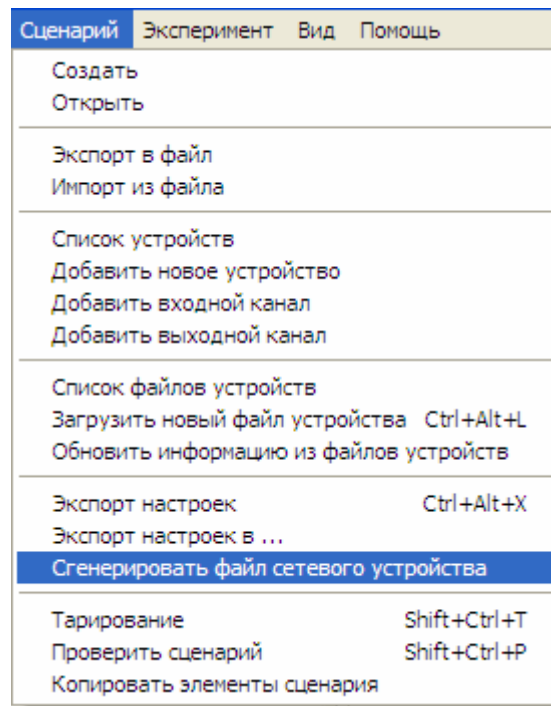 Сценарий Эксперимент Вид Помощь
Создать
Открыть
Экспорт в файл
Импорт из файла
Список устройств
Добавить новое устройство
Добавить входной канал
Добавить выходной канал
Список файлов устройств
Загрузить новый файл устройства Ctrl+Alt+L
Обновить информацию из файлов устройств
Экспорт настроек Ctrl+Alt+X
Экспорт настроек в ...
Сгенерировать файл сетевого устройства
Тарирование Shift+Ctrl+T
Проверить сценарий Shift+Ctrl+P
Копировать элементы сценария